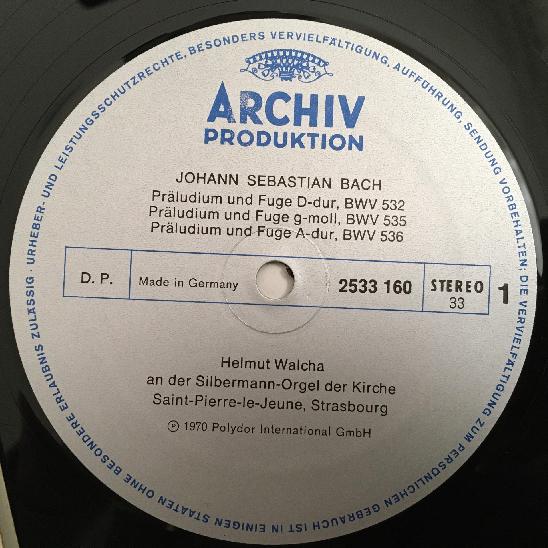 URHEBER- UND LEISTUNGSSCHUTZRECHTE, BESONDERS VERVIELFÄLTIGUNG, AUFFÜHRUNG, SENDUNG VORBEHALTEN; DIE VERVIELFÄLTIGUNG ZUM PERSÖNLICHEN GEBRAUCH IST IN EINIGEN STAATEN OHNE BESONDERE ERLAUBNIS ZULÄSSIG ·
ARCHIV
PRODUKTION
JOHANN SEBASTIAN BACH
Präludium und Fuge D-dur, BWV 532
Präludium und Fuge g-moll, BWV 535
Präludium und Fuge A-dur, BWV 536
D. P. Made in Germany 2533 160 STEREO 1
33
Helmut Walcha
an der Silbermann-Orgel der Kirche
Saint-Pierre-le-Jeune, Strasbourg
℗ 1970 Polydor International GmbH